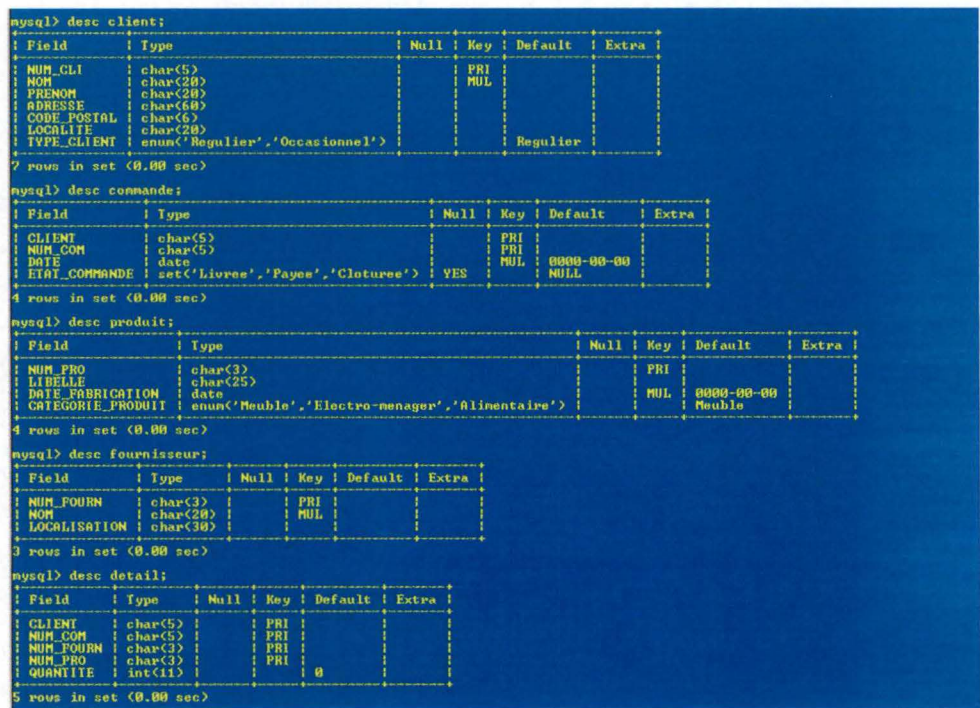 mysql> desc client;
| Field | Type | Null | Key | Default | Extra |
| NUM_CLI | char(5) | | PRI | | |
| NOM | char(20) | | MUL | | |
| PRENOM | char(20) | | | | |
| ADRESSE | char(60) | | | | |
| CODE_POSTAL | char(6) | | | | |
| LOCALITE | char(20) | | | | |
| TYPE_CLIENT | enum('Regulier','Occasionnel') | | | Regulier | |
7 rows in set (0.00 sec)
mysql> desc commande;
| Field | Type | Null | Key | Default | Extra |
| CLIENT | char(5) | | PRI | | |
| NUM_COM | char(5) | | PRI | | |
| DATE | date | | MUL | 0000-00-00 | |
| ETAT_COMMANDE | set('Livree','Payee','Cloturee') | YES | | NULL | |
4 rows in set (0.00 sec)
mysql> desc produit;
| Field | Type | Null | Key | Default | Extra |
| NUM_PRO | char(3) | | PRI | | |
| LIBELLE | char(25) | | | | |
| DATE_FABRICATION | date | | MUL | 0000-00-00 | |
| CATEGORIE_PRODUIT | enum('Meuble','Electro-menager','Alimentaire') | | | Meuble | |
4 rows in set (0.00 sec)
mysql> desc fournisseur;
| Field | Type | Null | Key | Default | Extra |
| NUM_FOURN | char(3) | | PRI | | |
| NOM | char(20) | | MUL | | |
| LOCALISATION | char(30) | | | | |
3 rows in set (0.00 sec)
mysql> desc detail;
| Field | Type | Null | Key | Default | Extra |
| CLIENT | char(5) | | PRI | | |
| NUM_COM | char(5) | | PRI | | |
| NUM_FOURN | char(3) | | PRI | | |
| NUM_PRO | char(3) | | PRI | | |
| QUANTITE | int(11) | | | 0 | |
5 rows in set (0.00 sec)